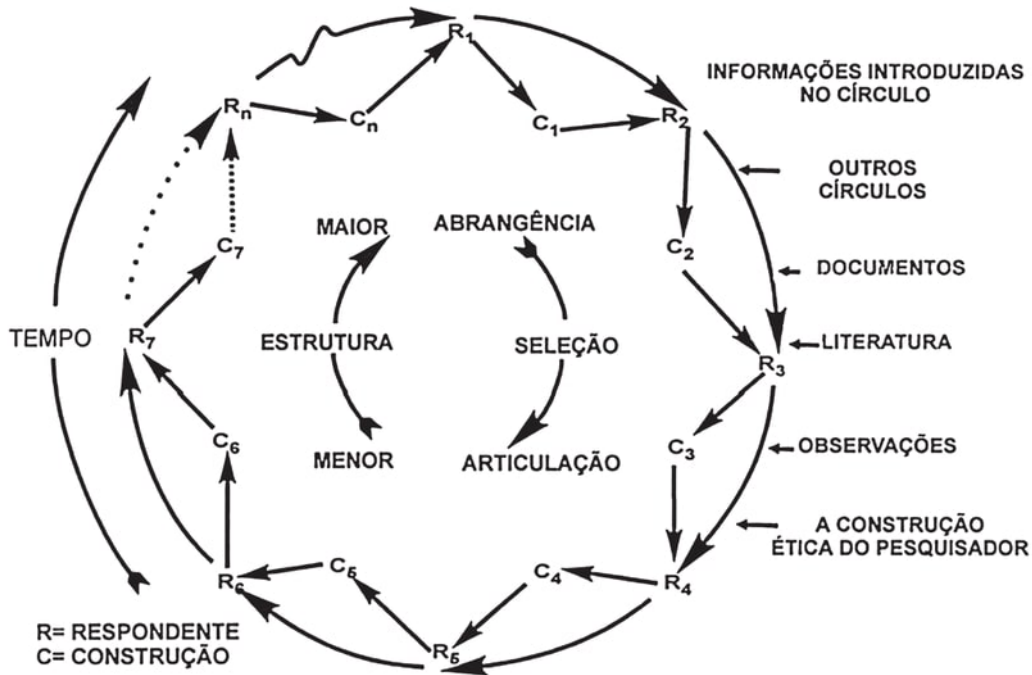 R1
R2
R3
R4
R5
R6
R7
Rn
C1
C2
C3
C4
C5
C6
C7
Cn
INFORMAÇÕES INTRODUZIDAS
NO CÍRCULO
OUTROS
CÍRCULOS
DOCUMENTOS
LITERATURA
OBSERVAÇÕES
A CONSTRUÇÃO
ÉTICA DO PESQUISADOR
MAIOR
ABRANGÊNCIA
ESTRUTURA
SELEÇÃO
MENOR
ARTICULAÇÃO
TEMPO
R= RESPONDENTE
C= CONSTRUÇÃO